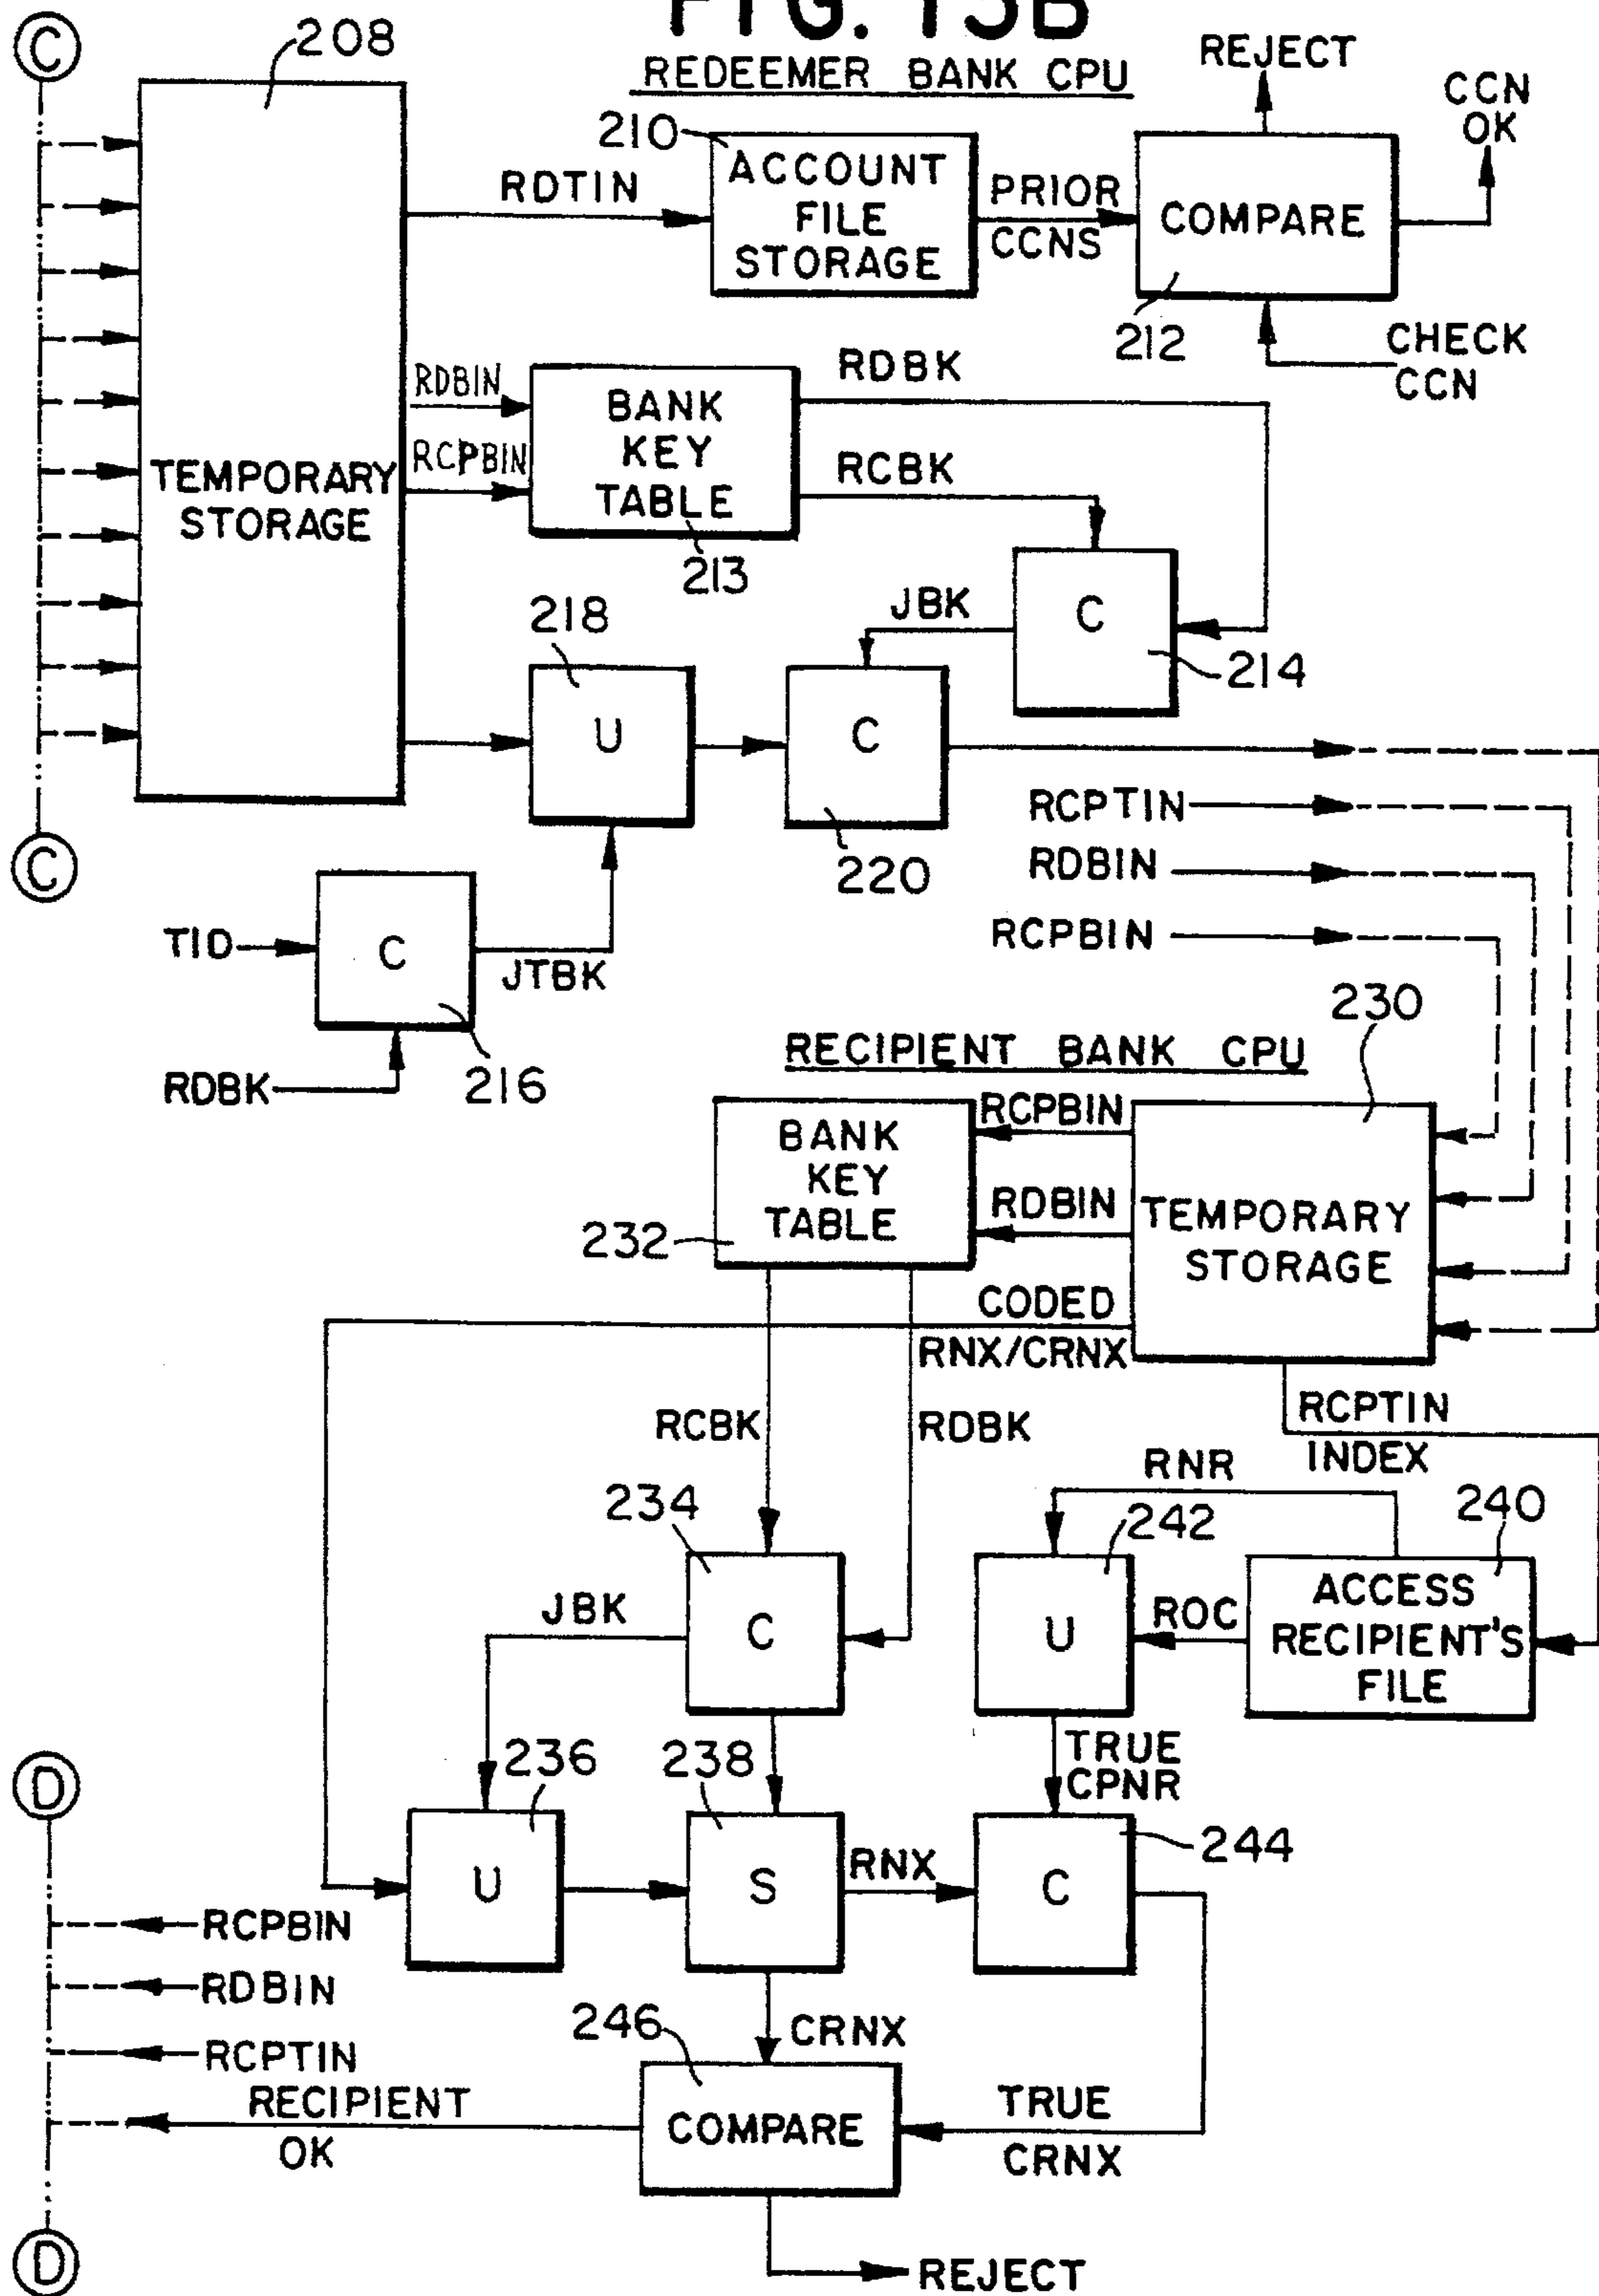 FIG. 15B
REDEEMER BANK CPU
C
208
REJECT
CCN
OK
210
ACCOUNT
FILE
STORAGE
RDTIN
PRIOR
CCNS
COMPARE
212
CHECK
CCN
RDBIN
RCPBIN
BANK
KEY
TABLE
213
RDBK
RCBK
TEMPORARY
STORAGE
218
JBK
C
214
U
C
220
C
RCPTIN
RDBIN
RCPBIN
TID
C
JTBK
RDBK
216
230
RECIPIENT BANK CPU
BANK
KEY
TABLE
232
RCPBIN
RDBIN
TEMPORARY
STORAGE
CODED
RNX/CRNX
RCBK
RDBK
RCPTIN
INDEX
RNR
234
242
240
JBK
C
U
ROC
ACCESS
RECIPIENT'S
FILE
TRUE
CPNR
D
236
238
244
U
S
RNX
C
RCPBIN
RDBIN
RCPTIN
246
CRNX
RECIPIENT
OK
COMPARE
TRUE
CRNX
D
REJECT